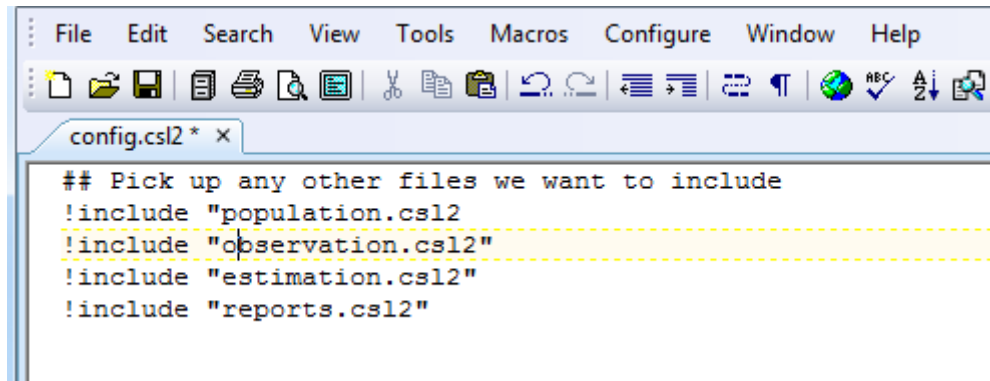 File Edit Search View Tools Macros Configure Window Help
ABC A Z
config.csl2 *
## Pick up any other files we want to include
!include "population.csl2
!include "observation.csl2"
!include "estimation.csl2"
!include "reports.csl2"